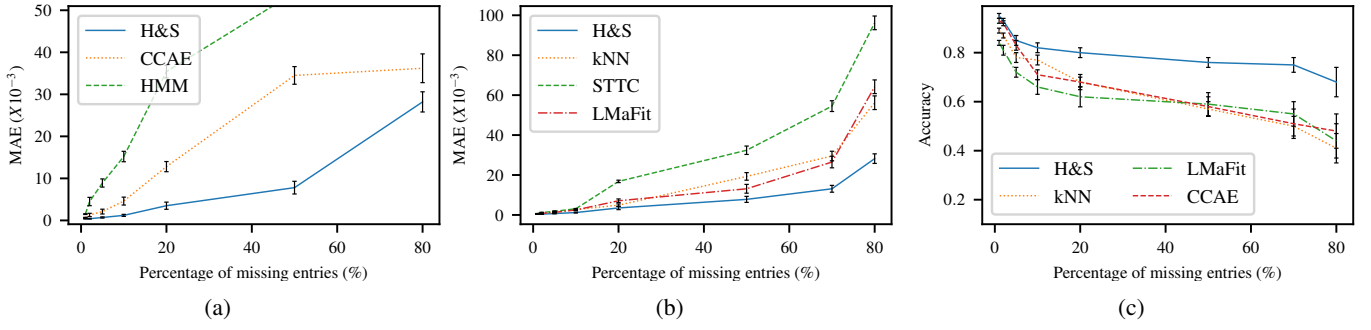 50
40
30
20
10
0
MAE (X10⁻³)
H&S
CCAE
HMM
0
20
40
60
80
Percentage of missing entries (%)
(a)
100
80
60
40
20
0
MAE (X10⁻³)
H&S
kNN
STTC
LMaFit
0
20
40
60
80
Percentage of missing entries (%)
(b)
0.8
0.6
0.4
0.2
Accuracy
H&S
kNN
LMaFit
CCAE
0
20
40
60
80
Percentage of missing entries (%)
(c)